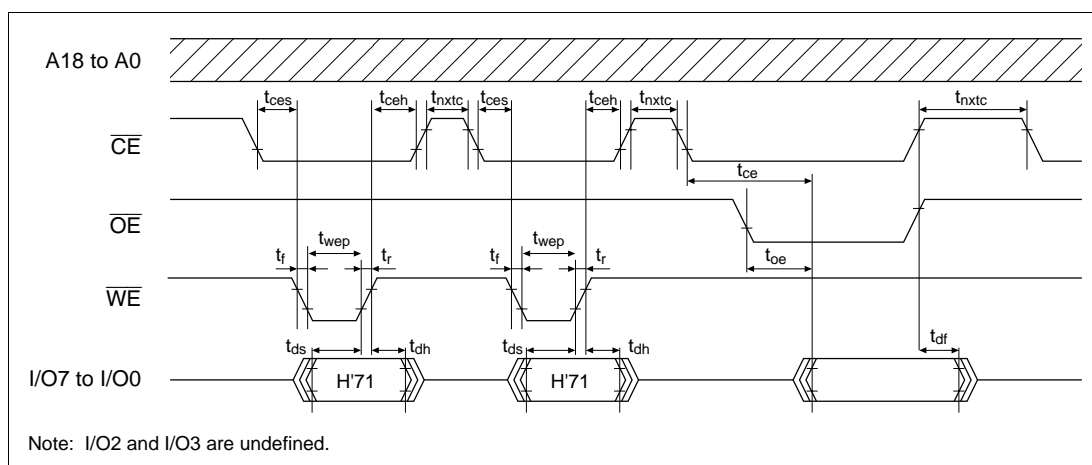 A18 to A0
tces tceh tnxtc tces tceh tnxtc tnxtc
CE
tce
OE
twep twep
tf tr tf tr toe
WE
tds tdh tds tdh tdf
I/O7 to I/O0 H'71 H'71
Note: I/O2 and I/O3 are undefined.